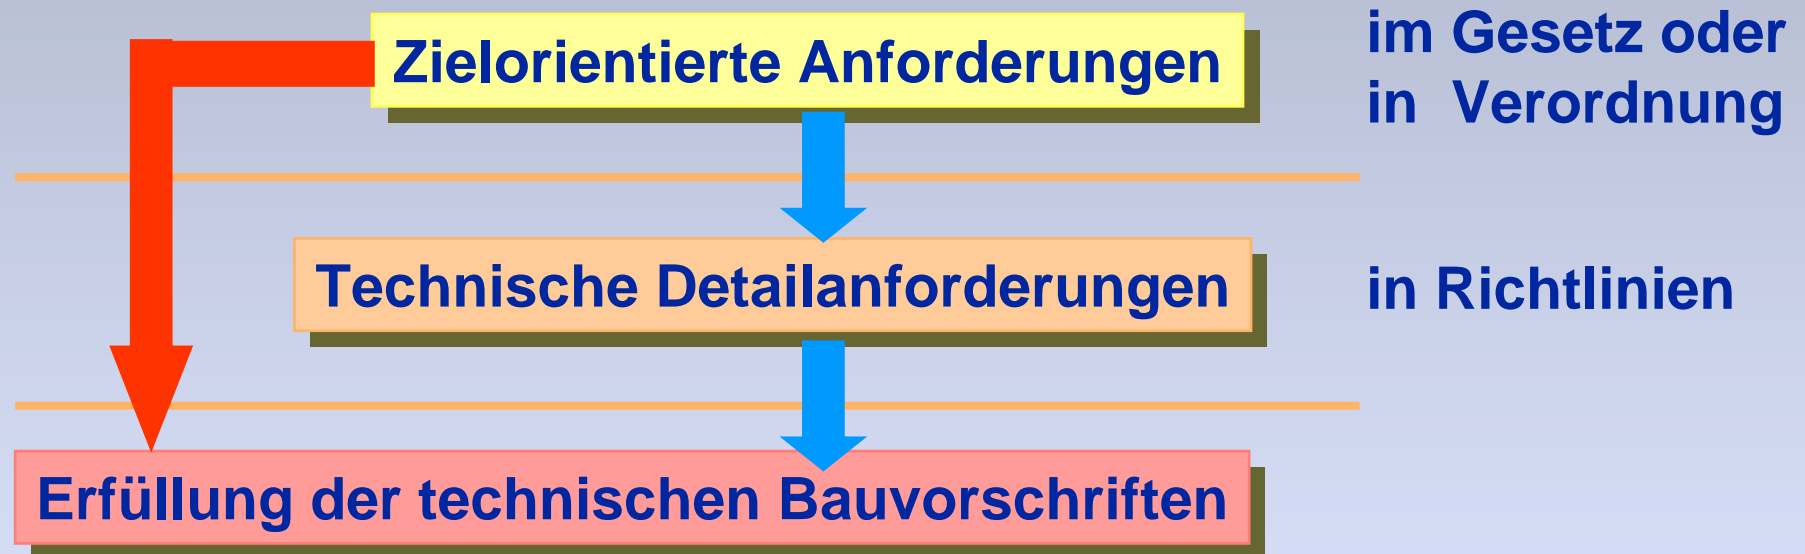 Zielorientierte Anforderungen
im Gesetz oder
in Verordnung
Technische Detailanforderungen
in Richtlinien
Erfüllung der technischen Bauvorschriften